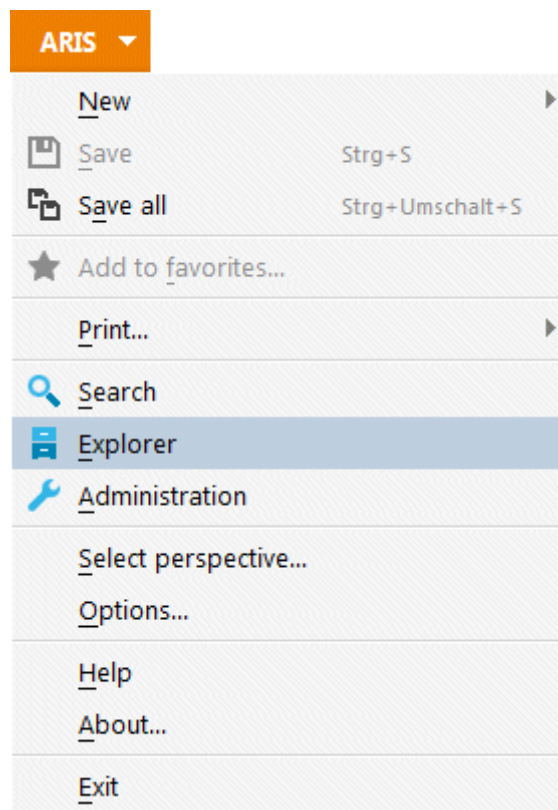 ARIS
New
Save Strg+S
Save all Strg+Umschalt+S
Add to favorites...
Print...
Search
Explorer
Administration
Select perspective...
Options...
Help
About...
Exit